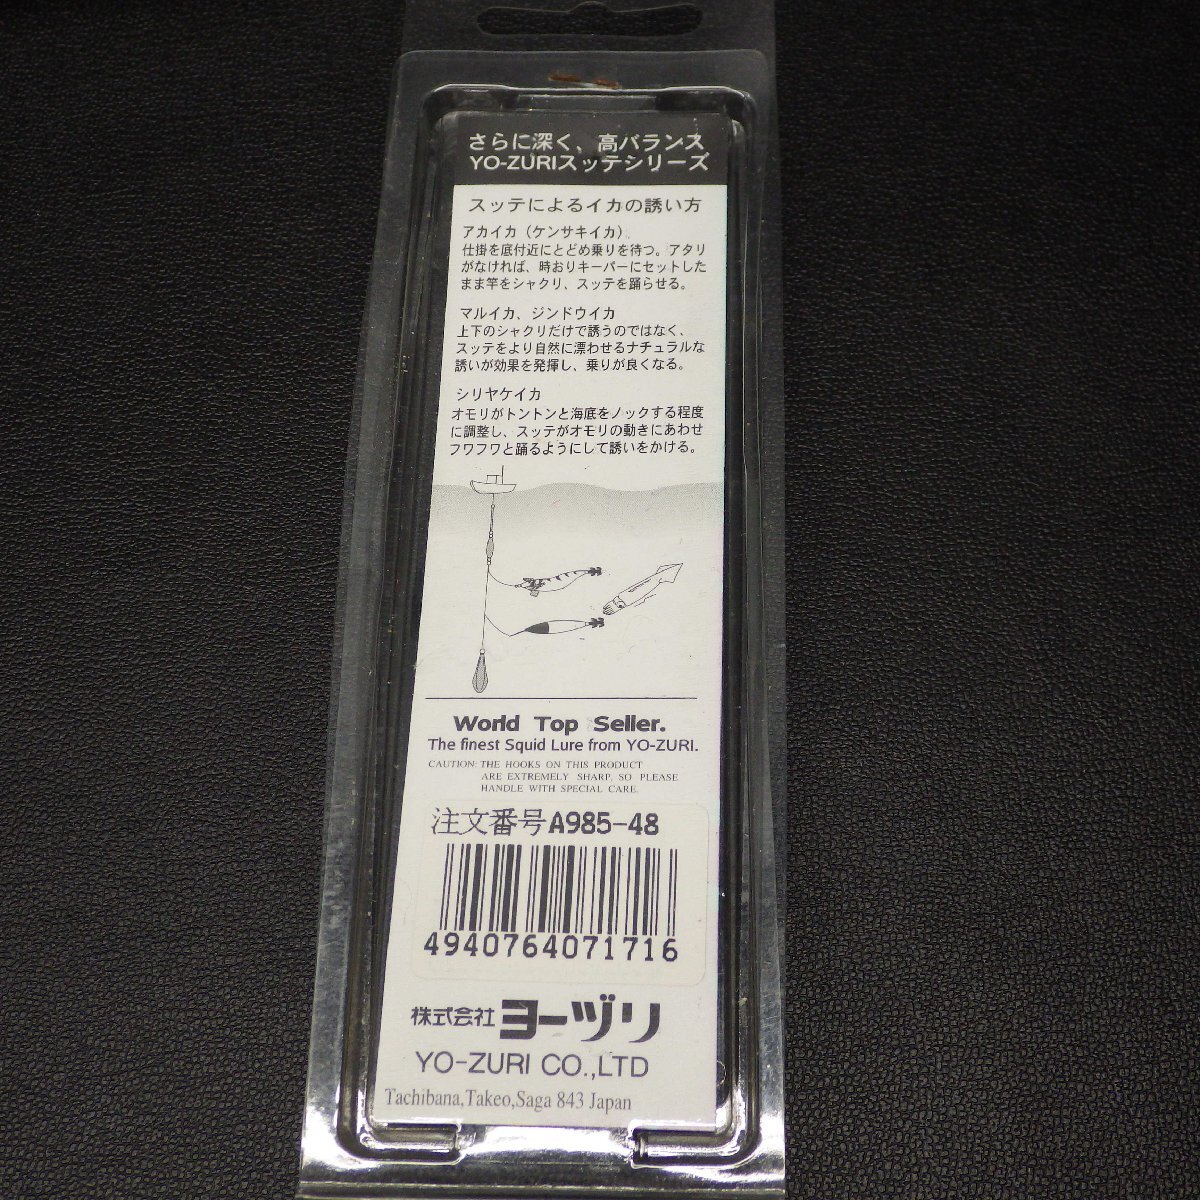 さらに深く、高バランス
YO-ZURIスッテシリーズ
スッテによるイカの誘い方
アカイカ（ケンサキイカ）
仕掛を底付近にとどめ乗りを待つ。アタリ
がなければ、時おりキーパーにセットした
まま竿をシャクリ、スッテを踊らせる。
マルイカ、ジンドウイカ
上下のシャクリだけで誘うのではなく、
スッテをより自然に漂わせるナチュラルな
誘いが効果を発揮し、乗りが良くなる。
シリヤケイカ
オモリがトントンと海底をノックする程度
に調整し、スッテがオモリの動きにあわせ
フワフワと踊るようにして誘いをかける。
World Top Seller.
The finest Squid Lure from YO-ZURI.
CAUTION: THE HOOKS ON THIS PRODUCT
ARE EXTREMELY SHARP, SO PLEASE
HANDLE WITH SPECIAL CARE.
注文番号A985-48
4940764071716
株式会社ヨーヅリ
YO-ZURI CO.,LTD
Tachibana,Takeo,Saga 843 Japan